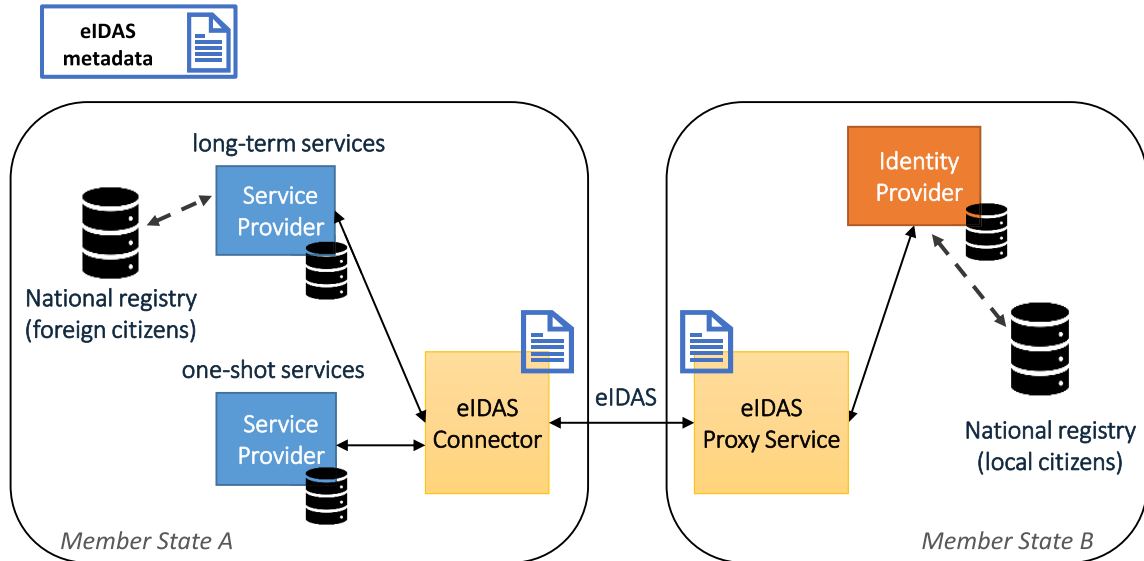 eIDAS
metadata
long-term services
Service
Provider
National registry
(foreign citizens)
one-shot services
Service
Provider
eIDAS
Connector
Member State A
eIDAS
Identity
Provider
eIDAS
Proxy Service
National registry
(local citizens)
Member State B